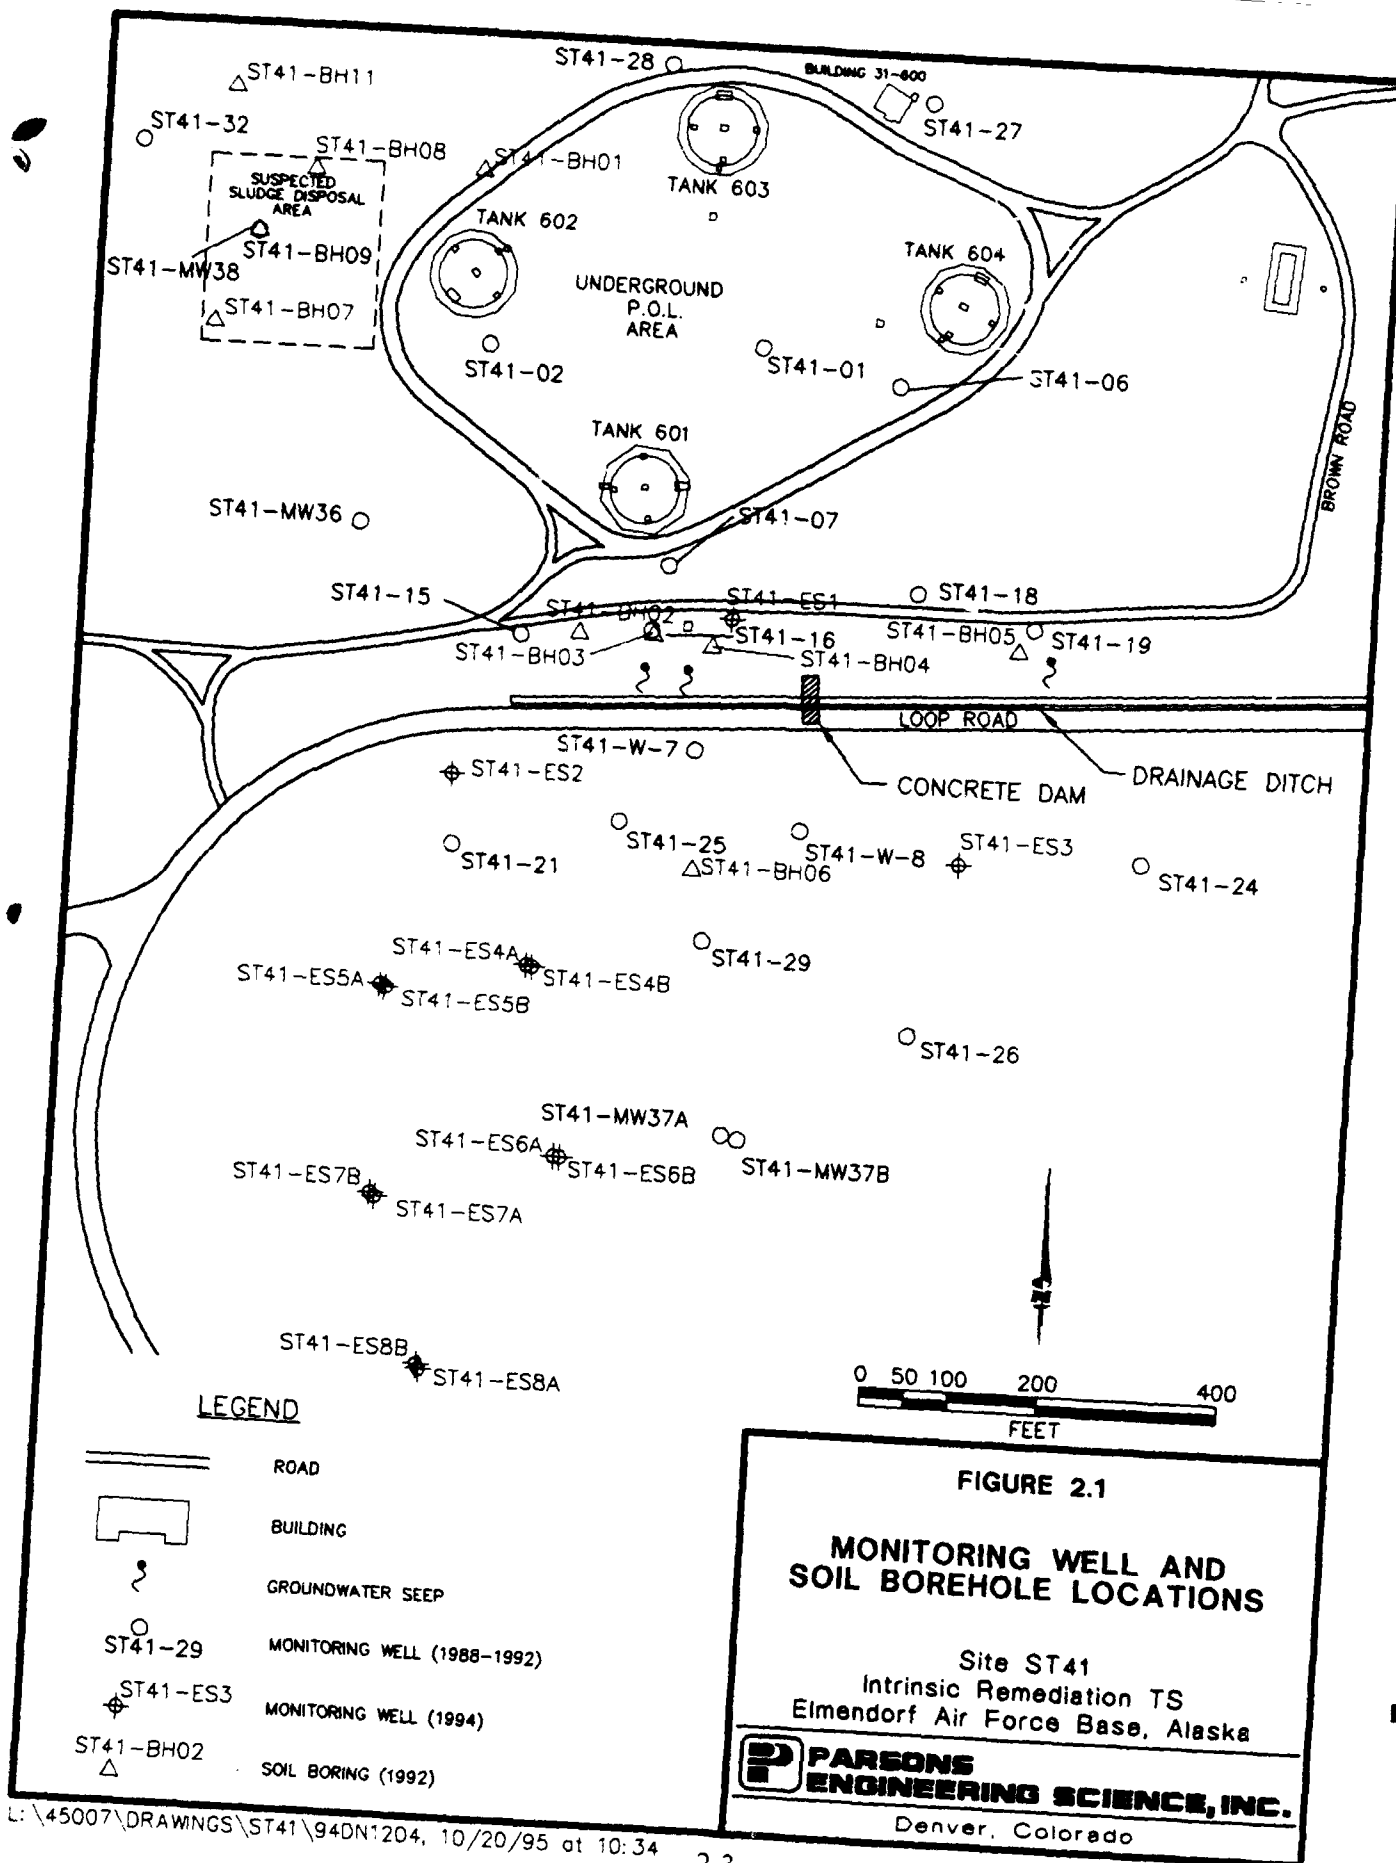 ST41-28
BUILDING 31-600
ST41-BH11
ST41-27
ST41-32
ST41-BH08
ST41-BH01
SUSPECTED
SLUDGE DISPOSAL
AREA
TANK 603
TANK 602
ST41-BH09
ST41-MW38
TANK 604
UNDERGROUND
P.O.L.
AREA
ST41-BH07
ST41-02
ST41-01
ST41-06
BROWN ROAD
TANK 601
ST41-MW36
ST41-07
ST41-15
ST41-BH02
ST41-ES1
ST41-18
ST41-BH03
ST41-16
ST41-BH05
ST41-19
ST41-BH04
LOOP ROAD
ST41-W-7
ST41-ES2
CONCRETE DAM
DRAINAGE DITCH
ST41-25
ST41-21
ST41-W-8
ST41-ES3
ST41-BH06
ST41-24
ST41-ES4A
ST41-29
ST41-ES5A
ST41-ES4B
ST41-ES5B
ST41-26
ST41-MW37A
ST41-ES6A
ST41-ES6B
ST41-MW37B
ST41-ES7B
ST41-ES7A
N
ST41-ES8B
ST41-ES8A
0 50 100 200 400
FEET
LEGEND
ROAD
BUILDING
GROUNDWATER SEEP
ST41-29
MONITORING WELL (1988-1992)
ST41-ES3
MONITORING WELL (1994)
ST41-BH02
SOIL BORING (1992)
FIGURE 2.1
MONITORING WELL AND
SOIL BOREHOLE LOCATIONS
Site ST41
Intrinsic Remediation TS
Elmendorf Air Force Base, Alaska
PARSONS
ENGINEERING SCIENCE, INC.
Denver, Colorado
L:\45007\DRAWINGS\ST41\94DN1204, 10/20/95 at 10:34